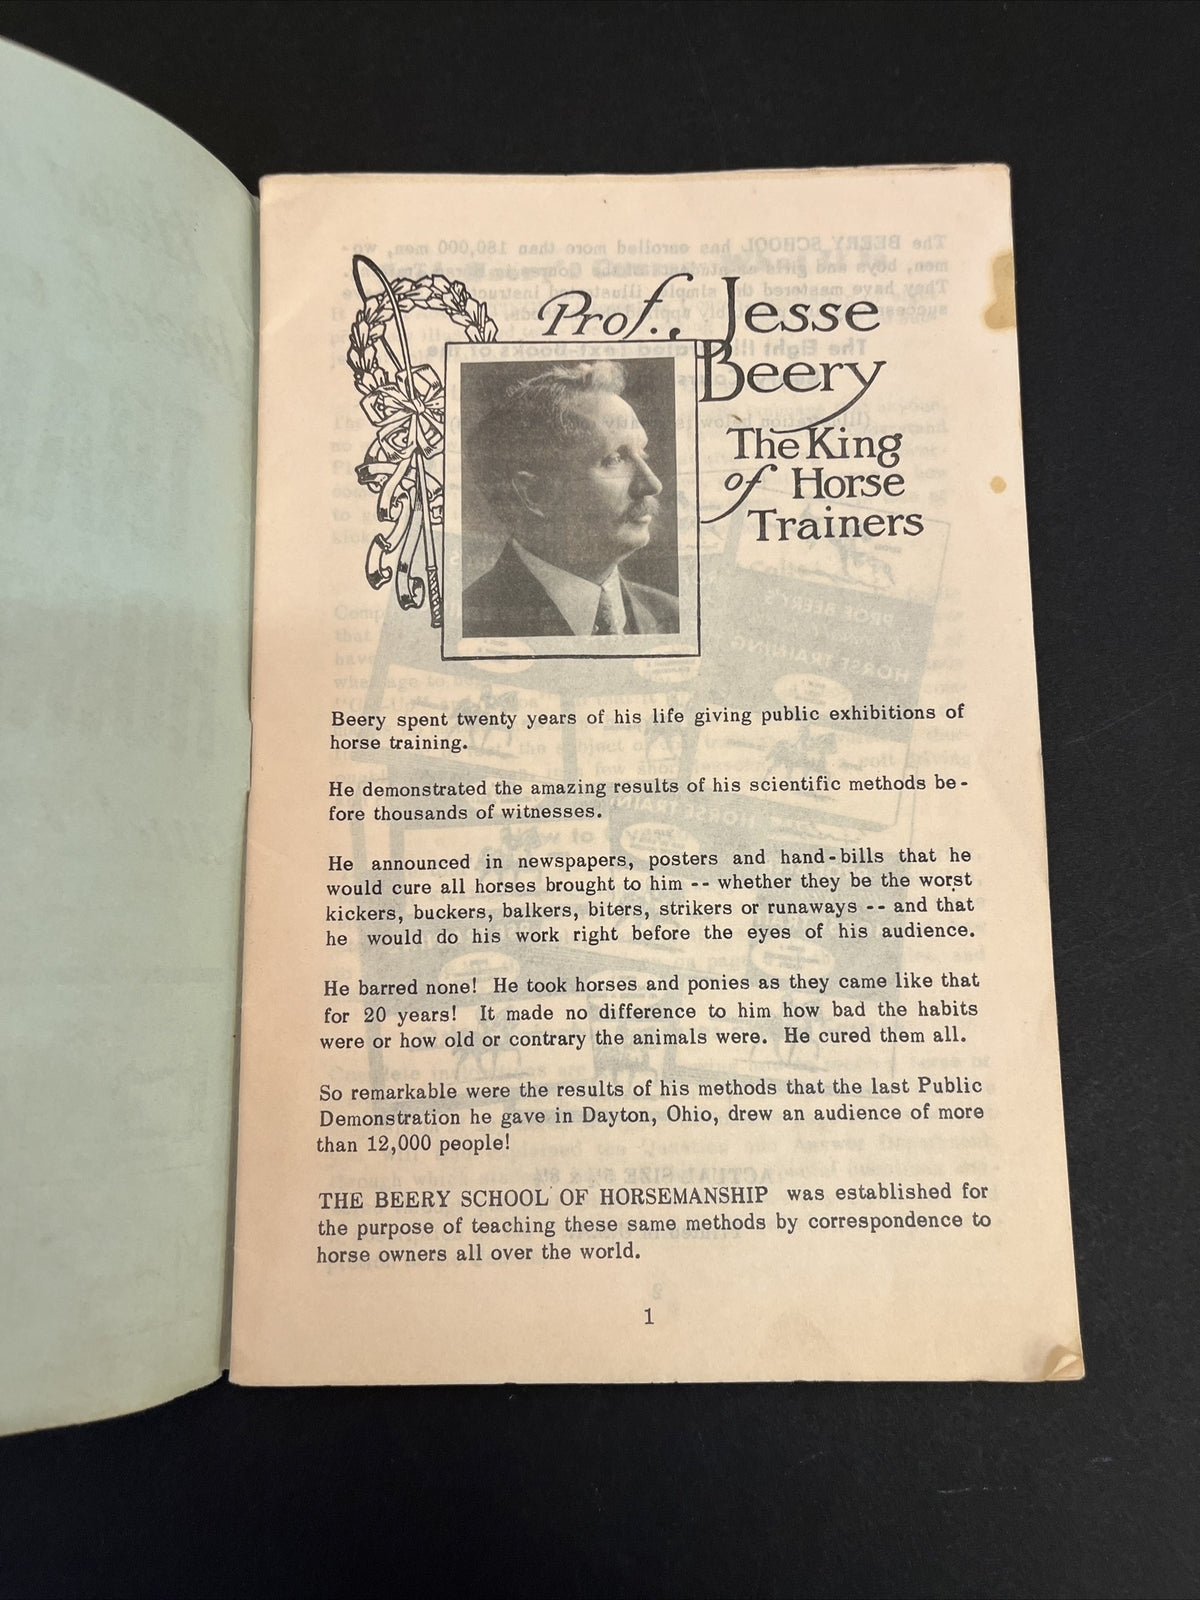 Prof., Jesse
Beery
The King
of Horse
Trainers
Beery spent twenty years of his life giving public exhibitions of
horse training.
He demonstrated the amazing results of his scientific methods be-
fore thousands of witnesses.
He announced in newspapers, posters and hand-bills that he
would cure all horses brought to him -- whether they be the worst
kickers, buckers, balkers, biters, strikers or runaways -- and that
he would do his work right before the eyes of his audience.
He barred none! He took horses and ponies as they came like that
for 20 years! It made no difference to him how bad the habits
were or how old or contrary the animals were. He cured them all.
So remarkable were the results of his methods that the last Public
Demonstration he gave in Dayton, Ohio, drew an audience of more
than 12,000 people!
THE BEERY SCHOOL OF HORSEMANSHIP was established for
the purpose of teaching these same methods by correspondence to
horse owners all over the world.
1